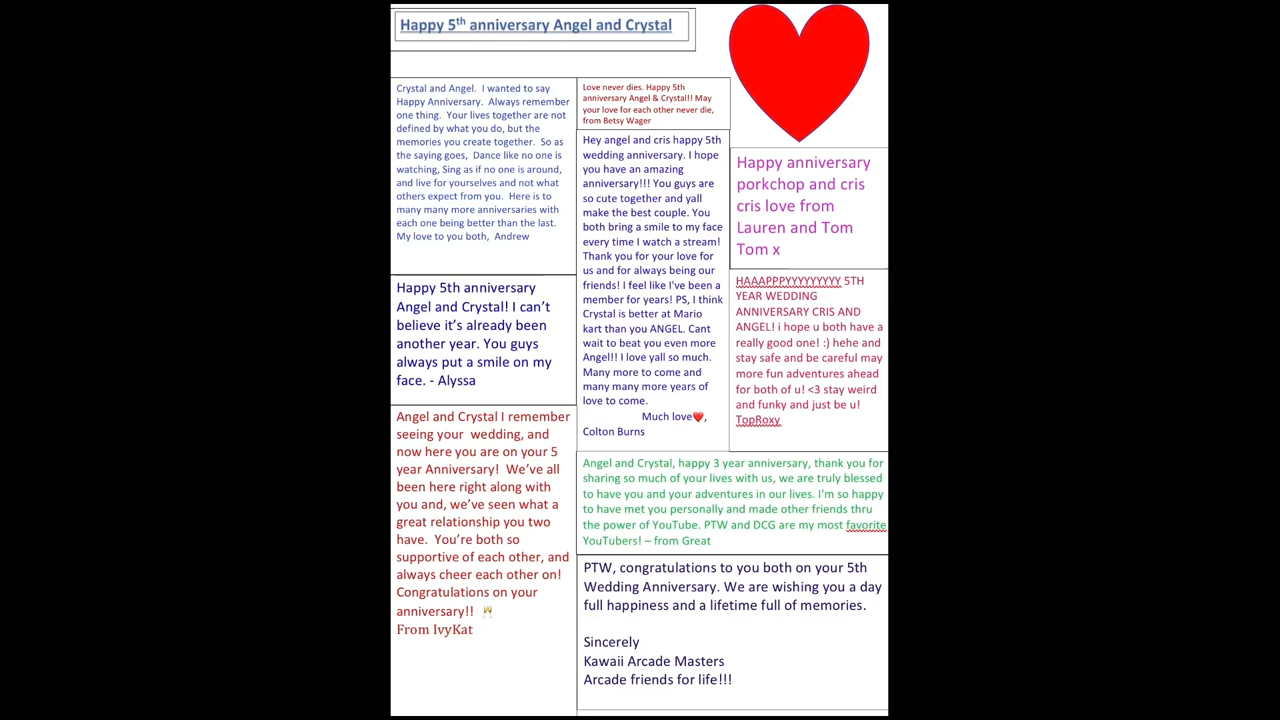 Happy 5th anniversary Angel and Crystal
Crystal and Angel.  I wanted to say
Happy Anniversary.  Always remember
one thing.  Your lives together are not
defined by what you do, but the
memories you create together.  So as
the saying goes,  Dance like no one is
watching, Sing as if no one is around,
and live for yourselves and not what
others expect from you.  Here is to
many many more anniversaries with
each one being better than the last.
My love to you both,  Andrew
Happy 5th anniversary
Angel and Crystal! I can't
believe it's already been
another year. You guys
always put a smile on my
face. - Alyssa
Angel and Crystal I remember
seeing your  wedding, and
now here you are on your 5
year Anniversary!  We've all
been here right along with
you and, we've seen what a
great relationship you two
have.  You're both so
supportive of each other, and
always cheer each other on!
Congratulations on your
anniversary!! 🥂
From IvyKat
Love never dies. Happy 5th
anniversary Angel & Crystal!! May
your love for each other never die,
from Betsy Wager
Hey angel and cris happy 5th
wedding anniversary. I hope
you have an amazing
anniversary!!! You guys are
so cute together and yall
make the best couple. You
both bring a smile to my face
every time I watch a stream!
Thank you for your love for
us and for always being our
friends! I feel like I've been a
member for years! PS, I think
Crystal is better at Mario
kart than you ANGEL. Cant
wait to beat you even more
Angel!! I love yall so much.
Many more to come and
many many more years of
love to come.
Much love❤️,
Colton Burns
Happy anniversary
porkchop and cris
cris love from
Lauren and Tom
Tom x
HAAAPPPYYYYYYYYY 5TH
YEAR WEDDING
ANNIVERSARY CRIS AND
ANGEL! i hope u both have a
really good one! :) hehe and
stay safe and be careful may
more fun adventures ahead
for both of u! <3 stay weird
and funky and just be u!
TopRoxy
Angel and Crystal, happy 3 year anniversary, thank you for
sharing so much of your lives with us, we are truly blessed
to have you and your adventures in our lives. I'm so happy
to have met you personally and made other friends thru
the power of YouTube. PTW and DCG are my most favorite
YouTubers! – from Great
PTW, congratulations to you both on your 5th
Wedding Anniversary. We are wishing you a day
full happiness and a lifetime full of memories.
Sincerely
Kawaii Arcade Masters
Arcade friends for life!!!